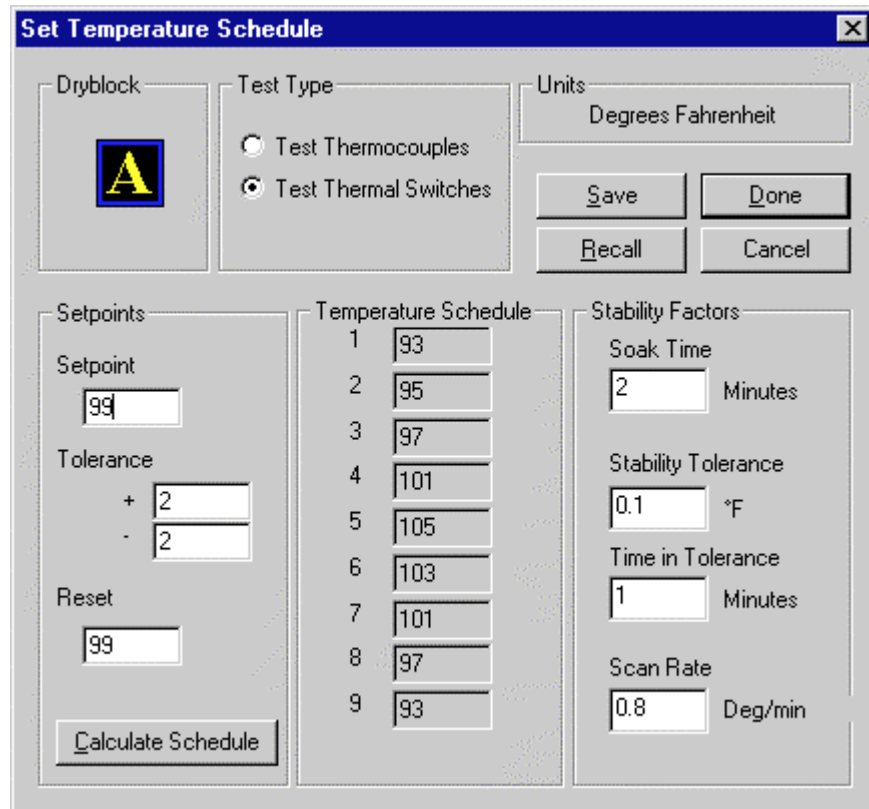 Set Temperature Schedule
Dryblock
A
Test Type
Test Thermocouples
Test Thermal Switches
Units
Degrees Fahrenheit
Save
Done
Recall
Cancel
Setpoints
Setpoint
99
Tolerance
+ 2
- 2
Reset
99
Calculate Schedule
Temperature Schedule
1 93
2 95
3 97
4 101
5 105
6 103
7 101
8 97
9 93
Stability Factors
Soak Time
2 Minutes
Stability Tolerance
0.1 °F
Time in Tolerance
1 Minutes
Scan Rate
0.8 Deg/min